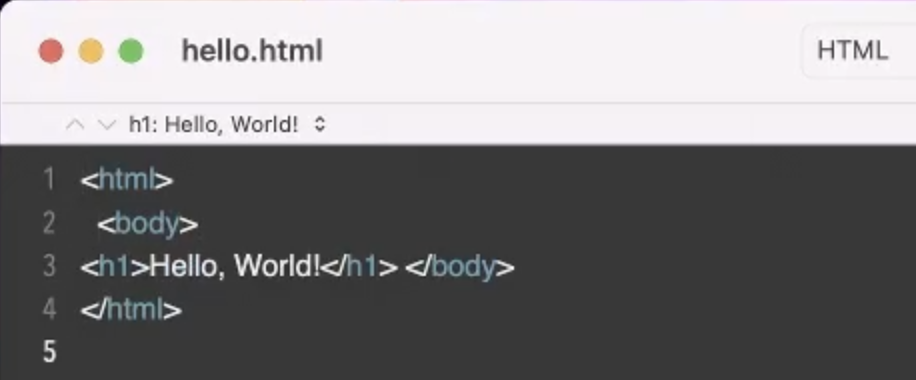 hello.html
HTML
h1: Hello, World!
1 <html>
2   <body>
3 <h1>Hello, World!</h1> </body>
4 </html>
5